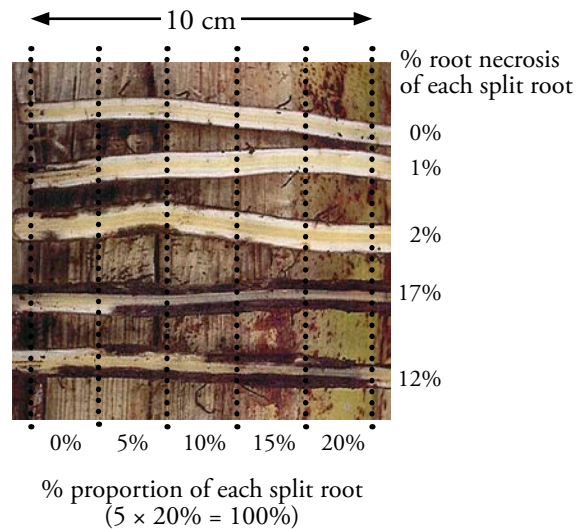 10 cm
% root necrosis
of each split root
0%
1%
2%
17%
12%
0% 5% 10% 15% 20%
% proportion of each split root
(5 × 20% = 100%)